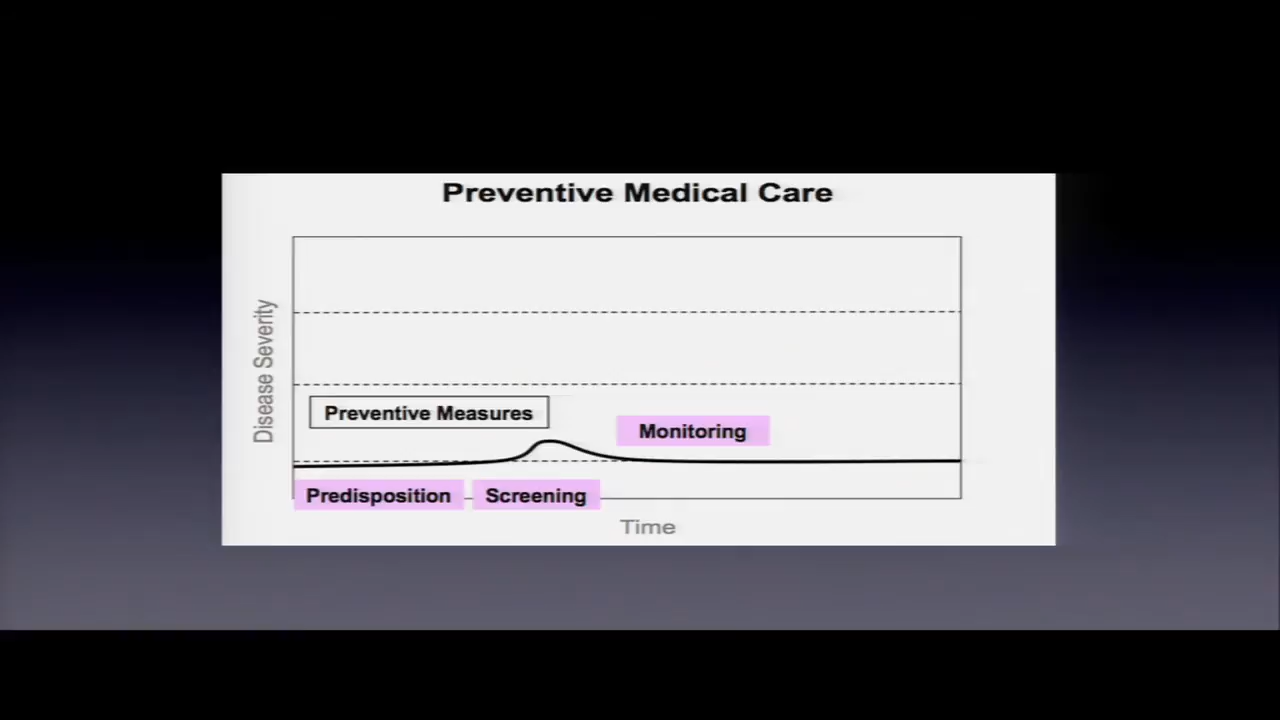 Preventive Medical Care
Disease Severity
Preventive Measures
Monitoring
Predisposition
Screening
Time